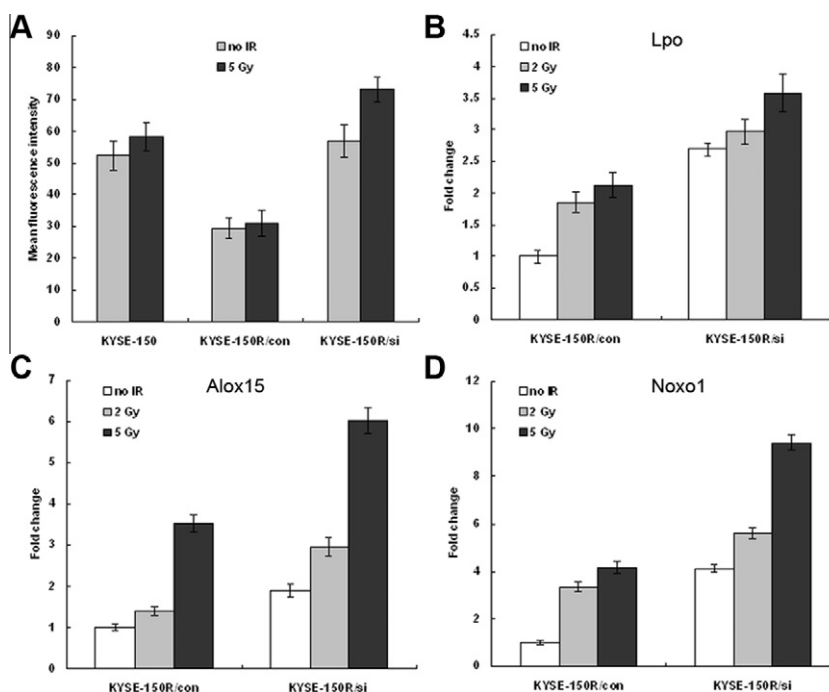 A
Mean fluorescence intensity
80
70
60
50
40
30
20
10
0
no IR
5 Gy
KYSE-150
KYSE-150R/con
KYSE-150R/si
B
Lpo
Fold change
4.5
4
3.5
3
2.5
2
1.5
1
0.5
0
no IR
2 Gy
5 Gy
KYSE-150R/con
KYSE-150R/si
C
Alox15
Fold change
7
6
5
4
3
2
1
0
no IR
2 Gy
5 Gy
KYSE-150R/con
KYSE-150R/si
D
Noxo1
Fold change
12
10
8
6
4
2
0
no IR
2 Gy
5 Gy
KYSE-150R/con
KYSE-150R/si